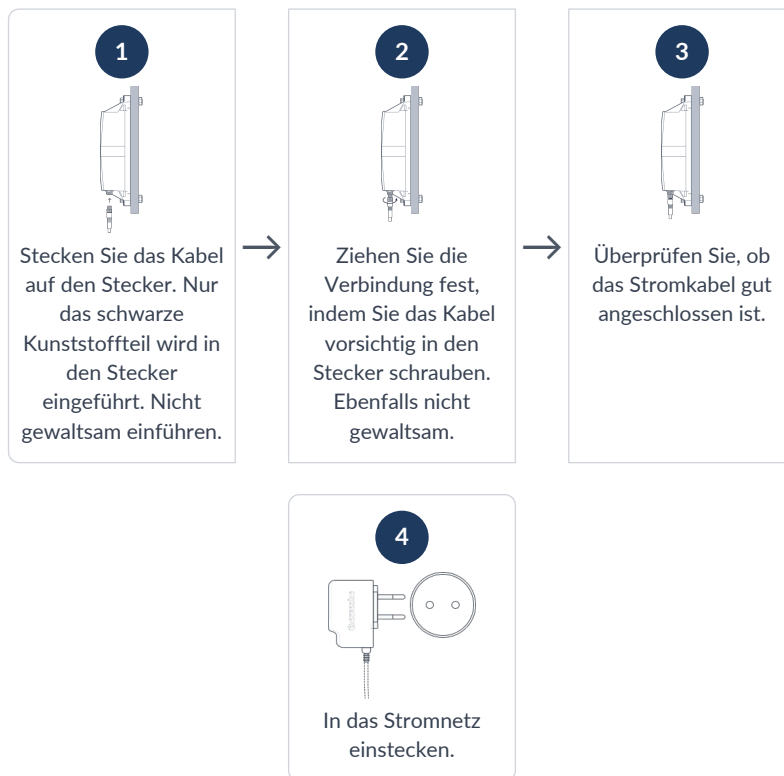 1
Stecken Sie das Kabel
auf den Stecker. Nur
das schwarze
Kunststoffteil wird in
den Stecker
eingeführt. Nicht
gewaltsam einführen.
2
Ziehen Sie die
Verbindung fest,
indem Sie das Kabel
vorsichtig in den
Stecker schrauben.
Ebenfalls nicht
gewaltsam.
3
Überprüfen Sie, ob
das Stromkabel gut
angeschlossen ist.
4
In das Stromnetz
einstecken.